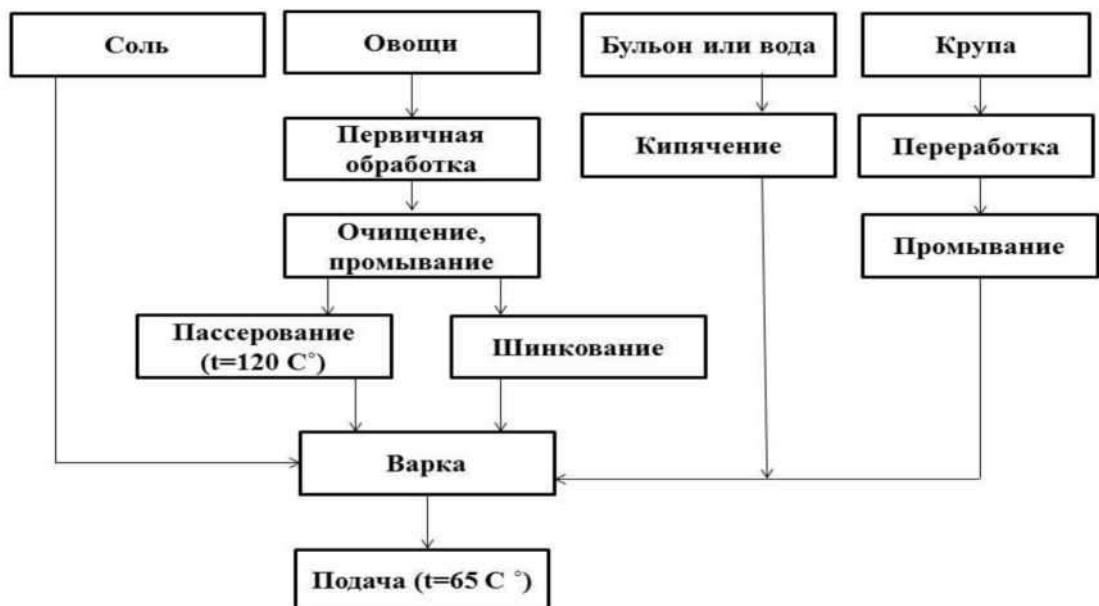 Соль
Овощи
Бульон или вода
Крупа
Первичная
обработка
Кипячение
Переработка
Очищение,
промывание
Промывание
Пассерование
(t=120 С˚)
Шинкование
Варка
Подача (t=65 С ˚)